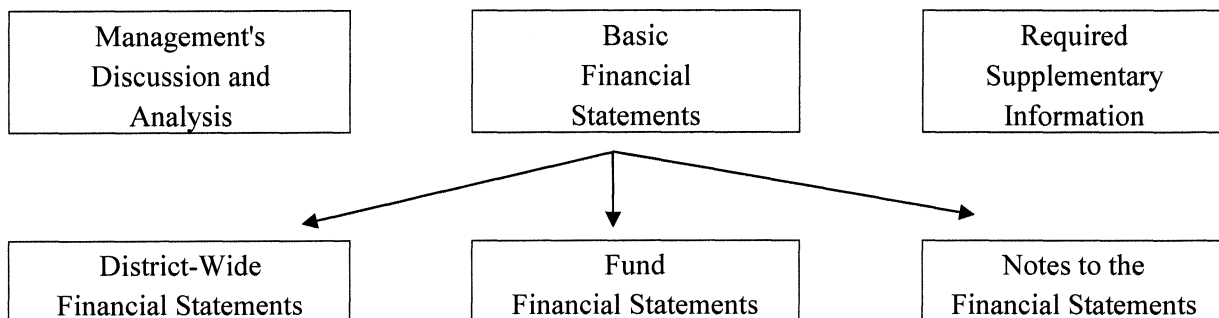 Management's
Discussion and
Analysis
Basic
Financial
Statements
Required
Supplementary
Information
District-Wide
Financial Statements
Fund
Financial Statements
Notes to the
Financial Statements